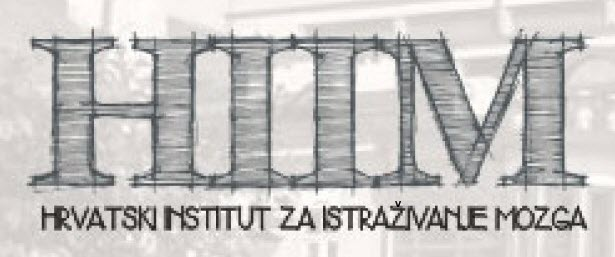 HIIM
HRVATSKI INSTITUT ZA ISTRAŽIVANJE MOZGA